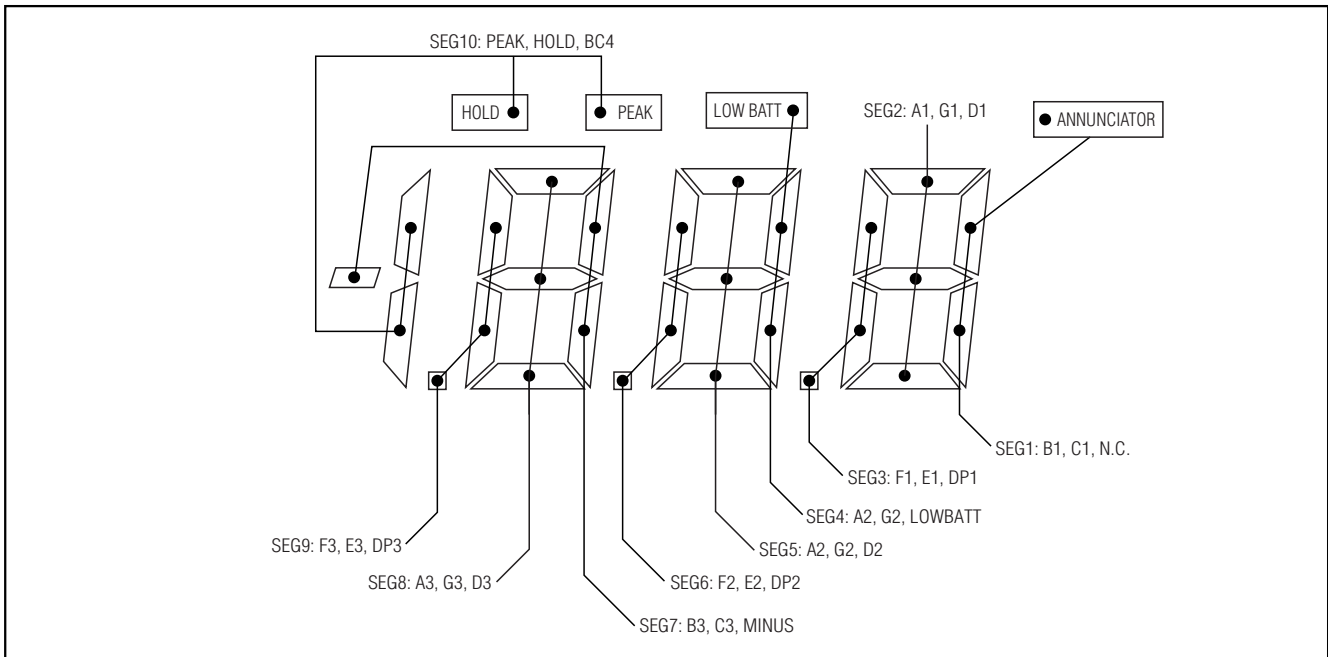 SEG10: PEAK, HOLD, BC4
HOLD
PEAK
LOW BATT
SEG2: A1, G1, D1
ANNUNCIATOR
SEG1: B1, C1, N.C.
SEG3: F1, E1, DP1
SEG4: A2, G2, LOWBATT
SEG9: F3, E3, DP3
SEG5: A2, G2, D2
SEG8: A3, G3, D3
SEG6: F2, E2, DP2
SEG7: B3, C3, MINUS